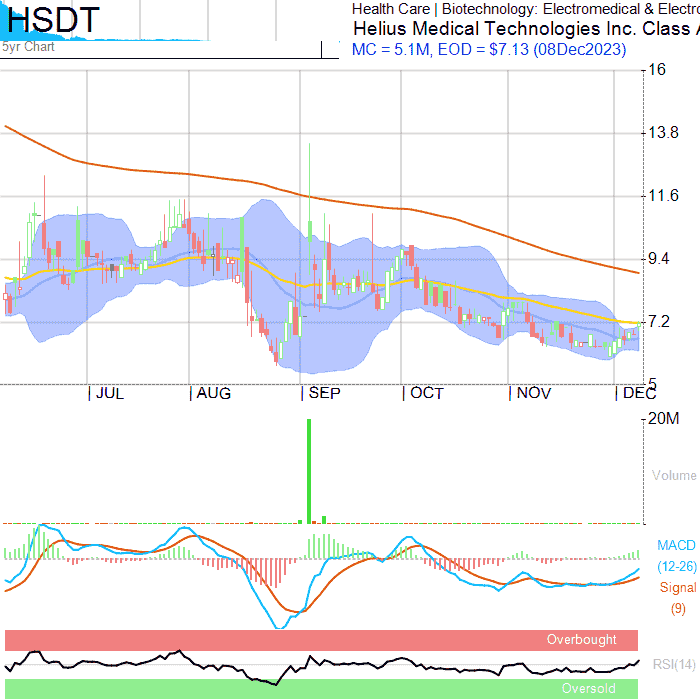 HSDT
5yr Chart
Health Care | Biotechnology: Electromedical & Electro
Helius Medical Technologies Inc. Class A
MC = 5.1M, EOD = $7.13 (08Dec2023)
16
13.8
11.6
9.4
7.2
5
JUL
AUG
SEP
OCT
NOV
DEC
20M
Volume
MACD
(12-26)
Signal
(9)
Overbought
RSI(14)
Oversold